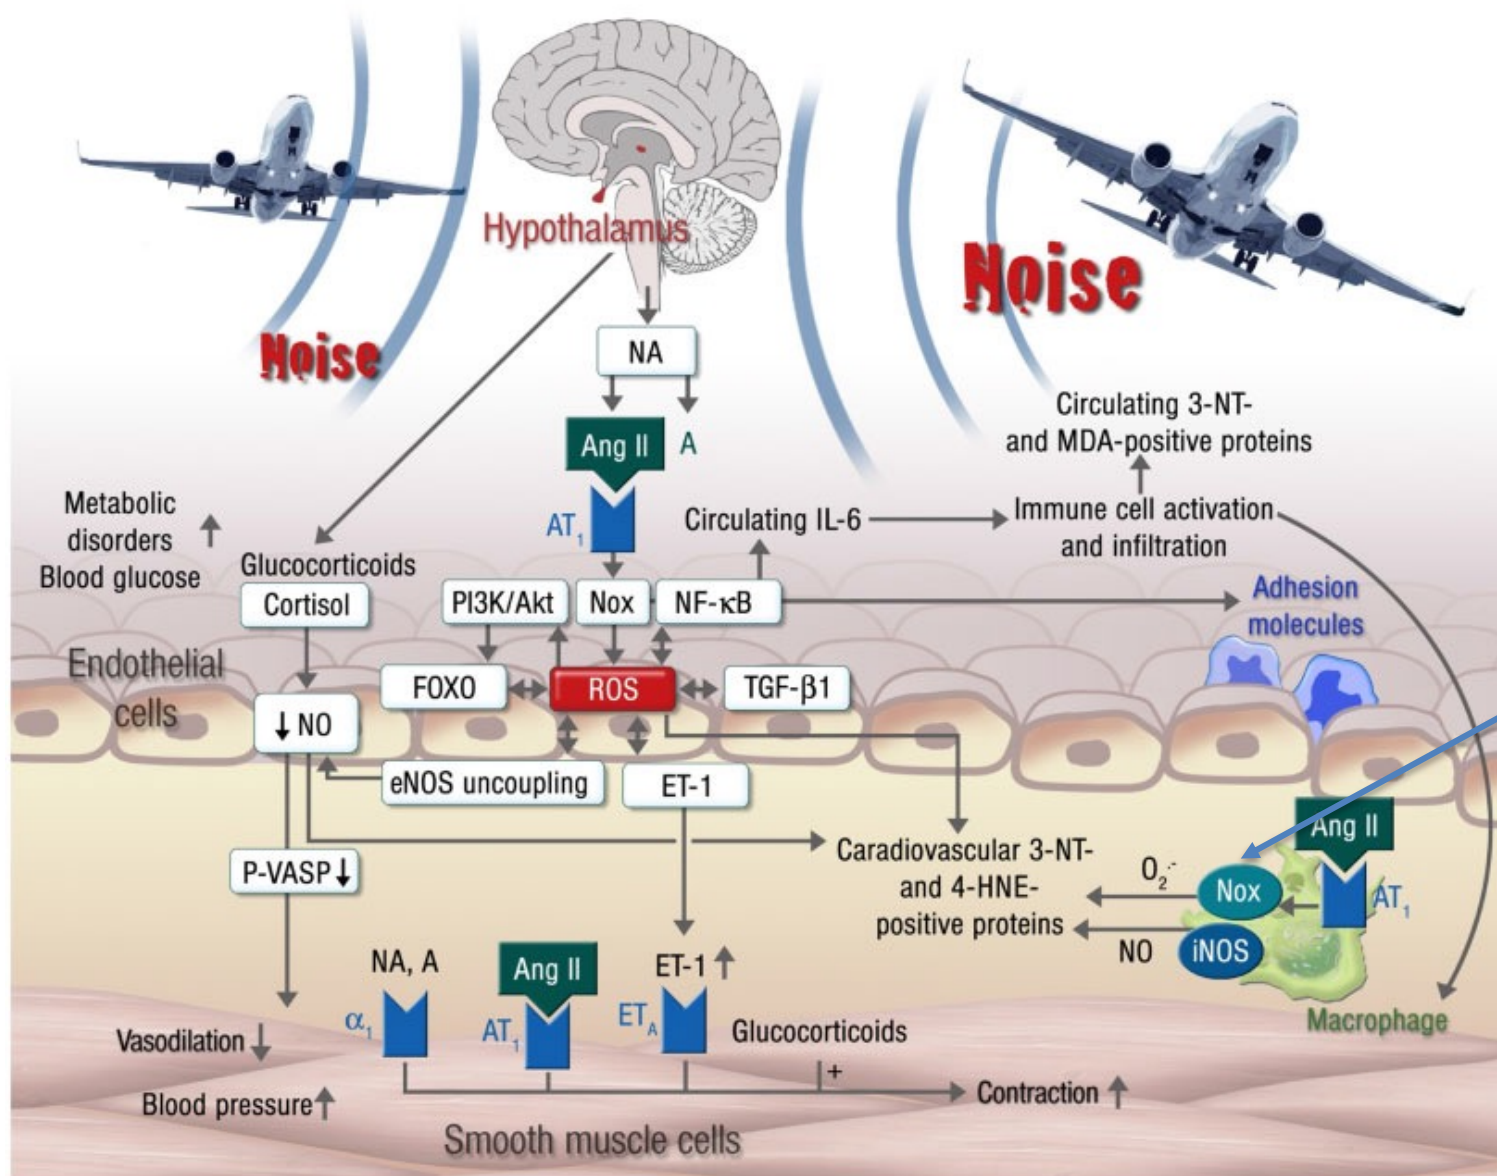 Hypothalamus
Noise
Noise
NA
Ang II
A
AT1
Circulating 3-NT-
and MDA-positive proteins
Metabolic
disorders
Blood glucose
↑
Circulating IL-6
Immune cell activation
and infiltration
Glucocorticoids
Cortisol
PI3K/Akt
Nox
NF-κB
Adhesion
molecules
Endothelial
cells
FOXO
ROS
TGF-β1
↓ NO
eNOS uncoupling
ET-1
P-VASP↓
Caradiovascular 3-NT-
and 4-HNE-
positive proteins
O2·-
NO
Nox
iNOS
Ang II
AT1
Macrophage
NA, A
α1
Ang II
AT1
ET-1 ↑
ETA
Glucocorticoids
+
Vasodilation ↓
Blood pressure ↑
Contraction ↑
Smooth muscle cells